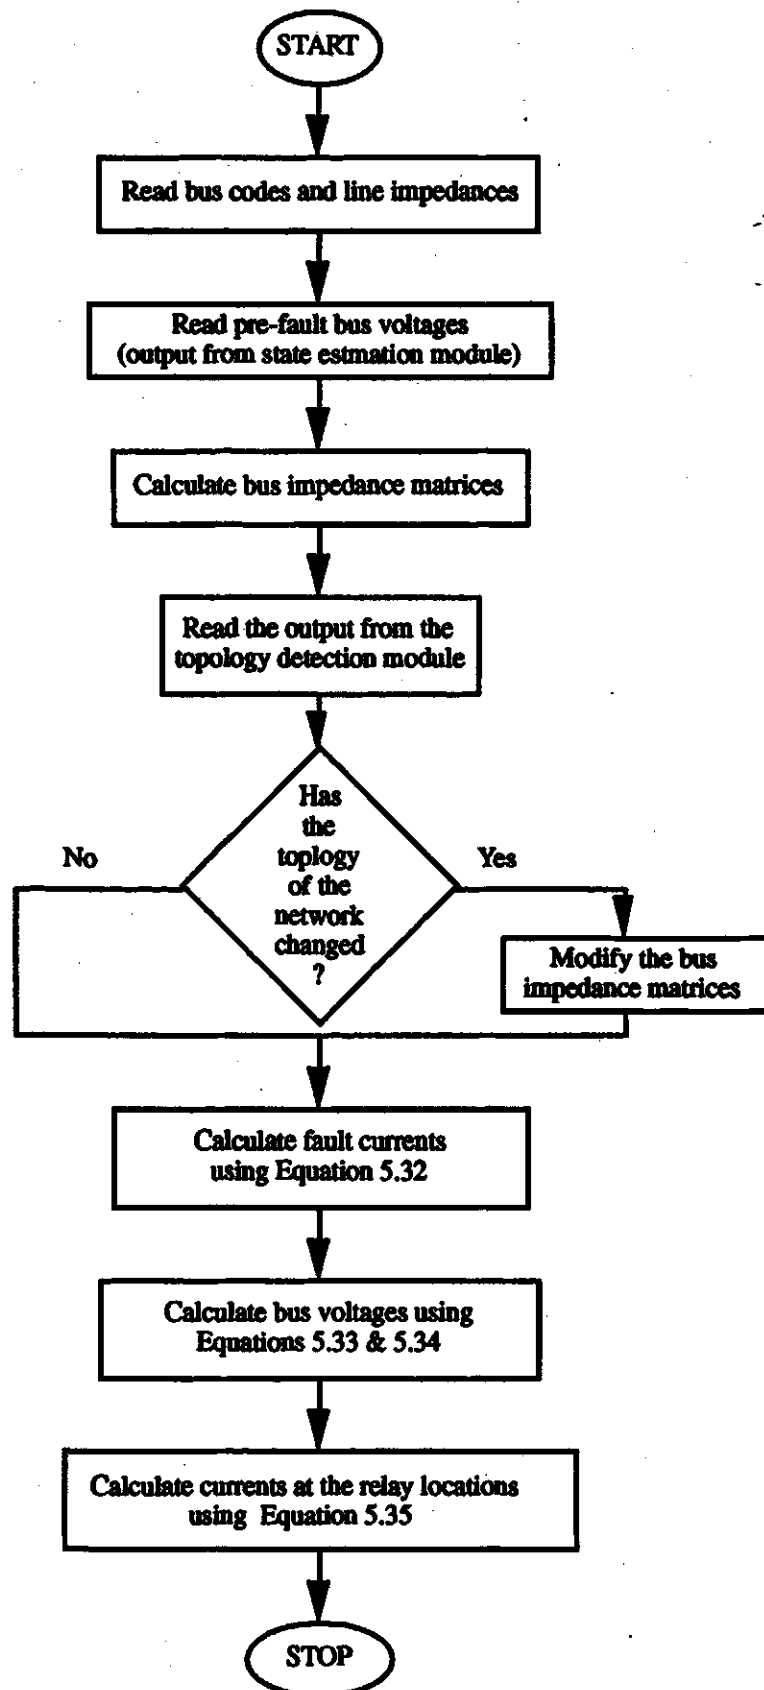 START
Read bus codes and line impedances
Read pre-fault bus voltages
(output from state estmation module)
Calculate bus impedance matrices
Read the output from the
topology detection module
Has
the
toplogy
of the
network
changed
?
No
Yes
Modify the bus
impedance matrices
Calculate fault currents
using Equation 5.32
Calculate bus voltages using
Equations 5.33 & 5.34
Calculate currents at the relay locations
using Equation 5.35
STOP